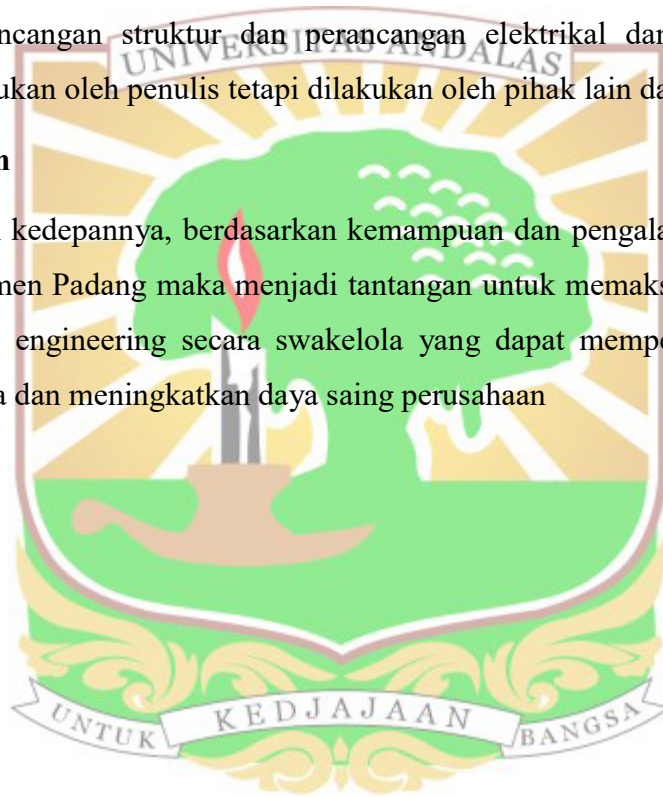 ncangan struktur dan perancangan elektrikal dan
UNIVERSITAS ANDALAS
ukan oleh penulis tetapi dilakukan oleh pihak lain da
n
kedepannya, berdasarkan kemampuan dan pengala
men Padang maka menjadi tantangan untuk memaks
engineering secara swakelola yang dapat mempe
a dan meningkatkan daya saing perusahaan
UNTUK KEDJAJAAN BANGSA